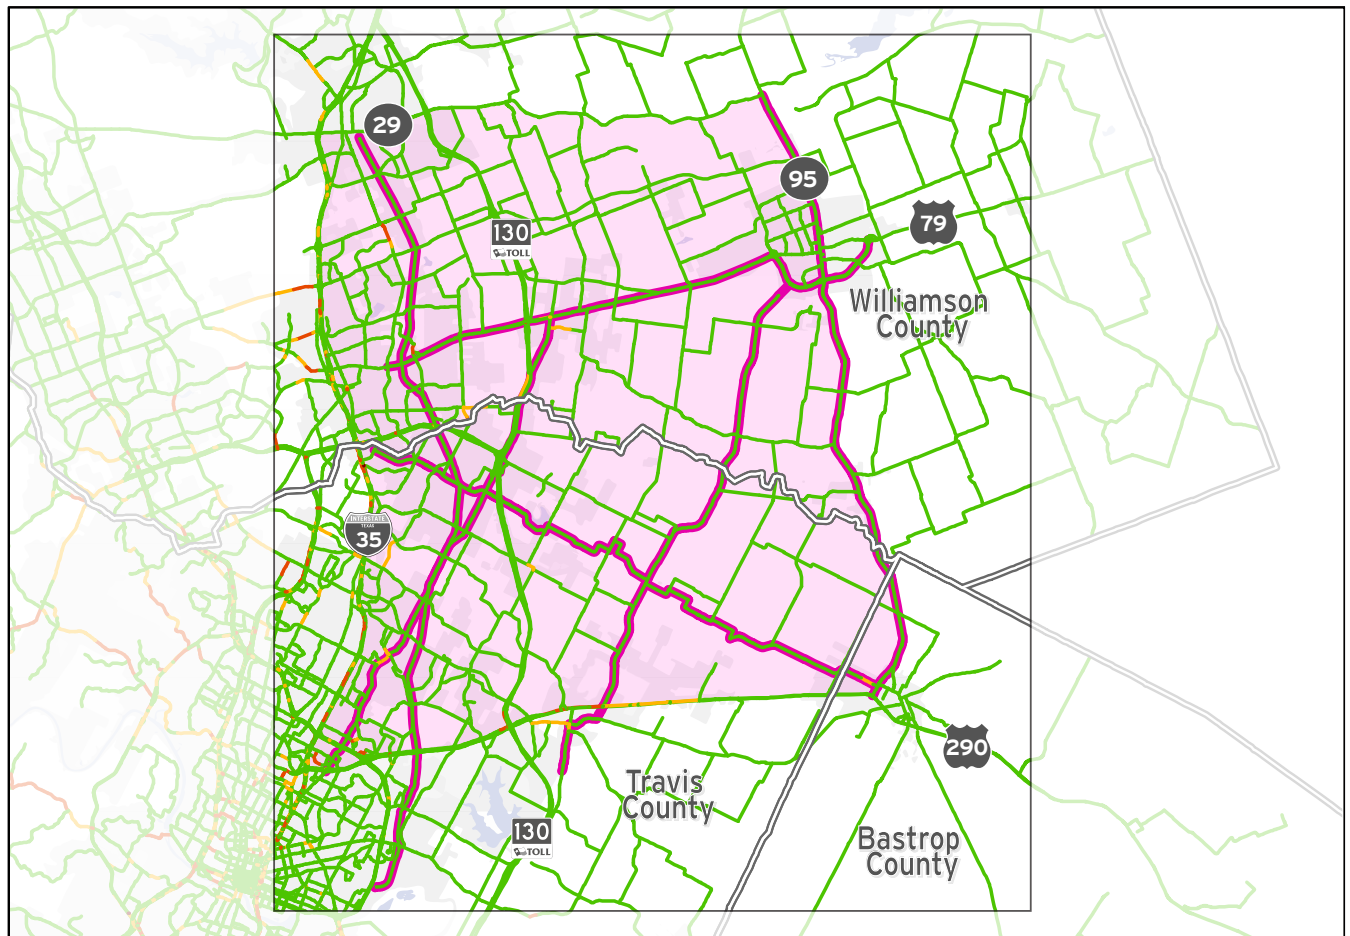 29
95
79
130
TOLL
Williamson
County
INTERSTATE
TEXAS
35
290
Travis
County
130
TOLL
Bastrop
County